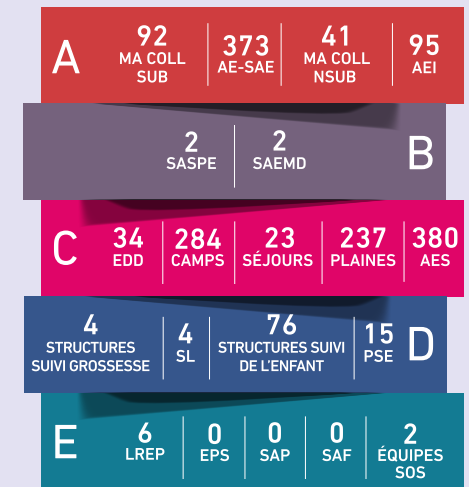 A
92
MA COLL
SUB
373
AE-SAE
41
MA COLL
NSUB
95
AEI
2
SASPE
2
SAEMD
B
C
34
EDD
284
CAMPS
23
SÉJOURS
237
PLAINES
380
AES
4
STRUCTURES
SUIVI GROSSESSE
4
SL
76
STRUCTURES SUIVI
DE L'ENFANT
15
PSE
D
E
6
LREP
0
EPS
0
SAP
0
SAF
2
ÉQUIPES
SOS